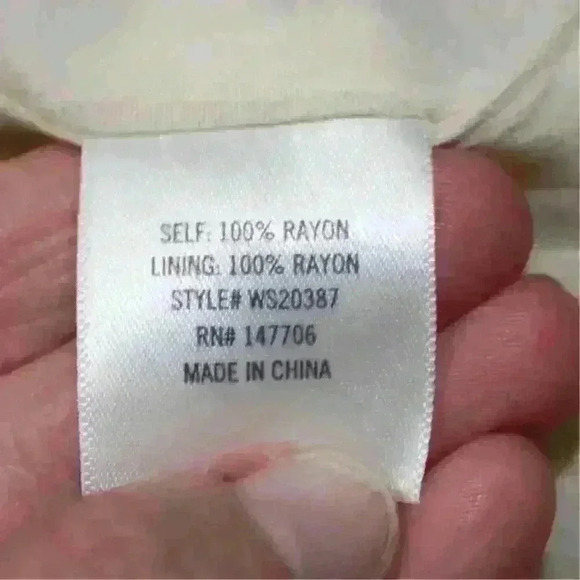 SELF: 100% RAYON
LINING: 100% RAYON
STYLE# WS20387
RN# 147706
MADE IN CHINA